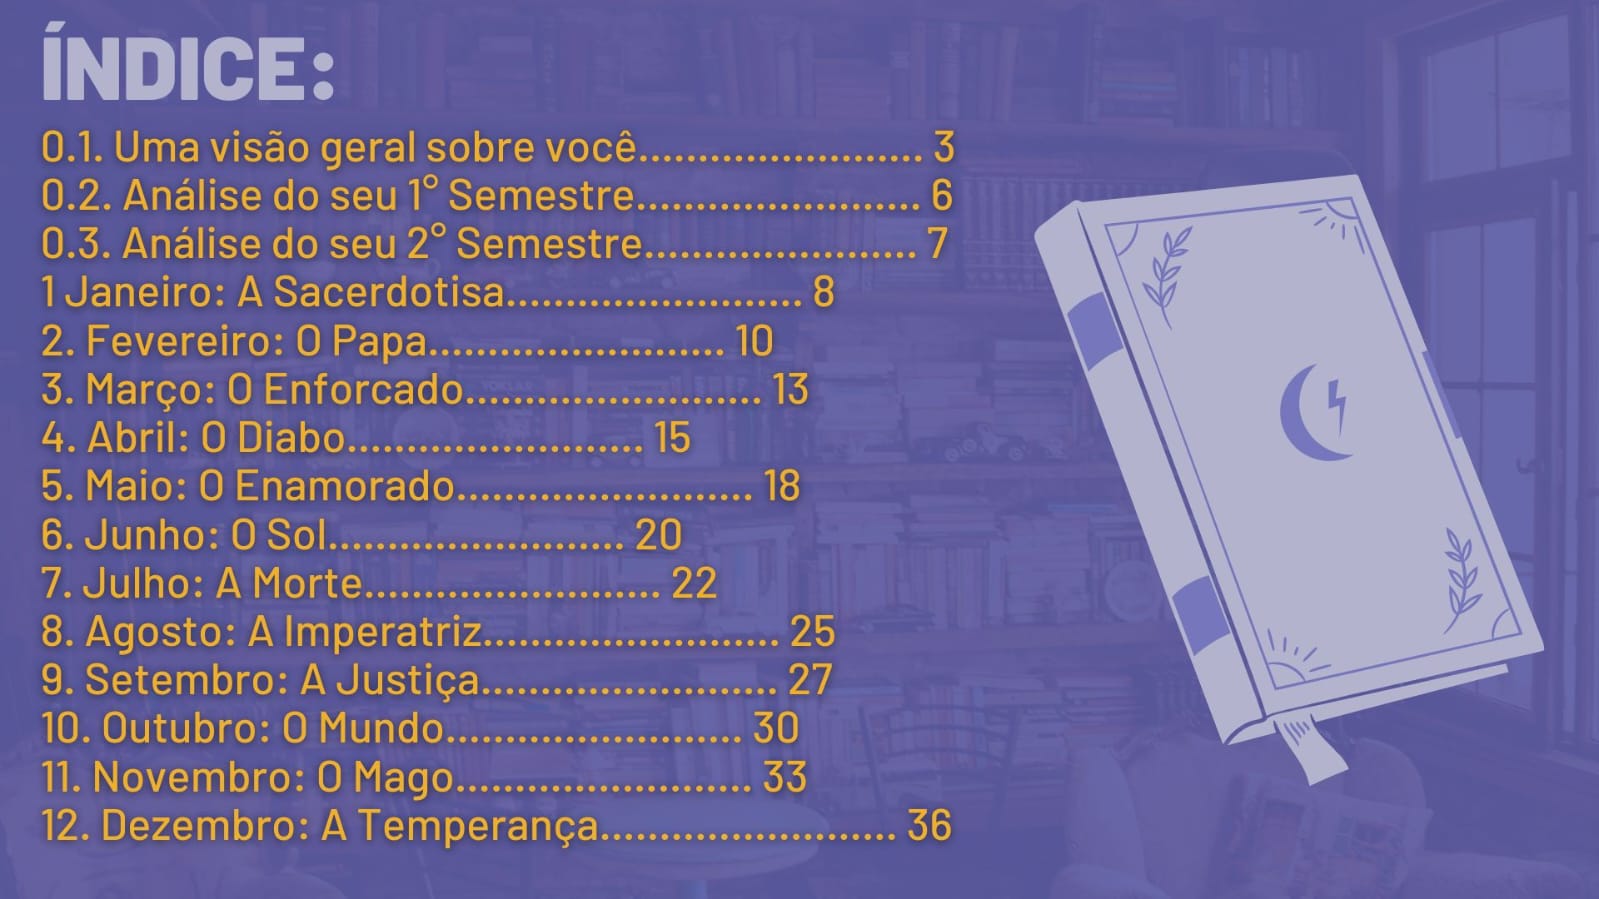 ÍNDICE:
0.1. Uma visão geral sobre você........................ 3
0.2. Análise do seu 1° Semestre........................ 6
0.3. Análise do seu 2° Semestre....................... 7
1 Janeiro: A Sacerdotisa......................... 8
2. Fevereiro: O Papa......................... 10
3. Março: O Enforcado......................... 13
4. Abril: O Diabo......................... 15
5. Maio: O Enamorado......................... 18
6. Junho: O Sol......................... 20
7. Julho: A Morte......................... 22
8. Agosto: A Imperatriz......................... 25
9. Setembro: A Justiça......................... 27
10. Outubro: O Mundo......................... 30
11. Novembro: O Mago......................... 33
12. Dezembro: A Temperança......................... 36